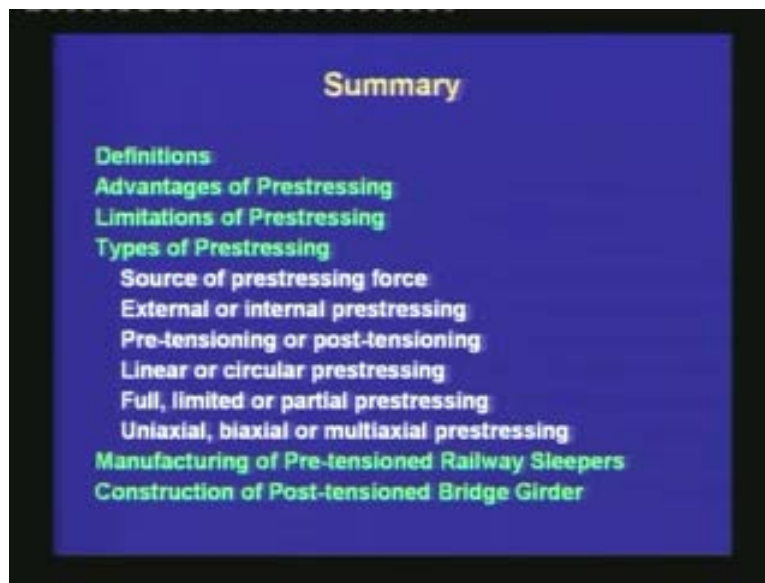 Summary
Definitions
Advantages of Prestressing
Limitations of Prestressing
Types of Prestressing
Source of prestressing force
External or internal prestressing
Pre-tensioning or post-tensioning
Linear or circular prestressing
Full, limited or partial prestressing
Uniaxial, biaxial or multiaxial prestressing
Manufacturing of Pre-tensioned Railway Sleepers
Construction of Post-tensioned Bridge Girder